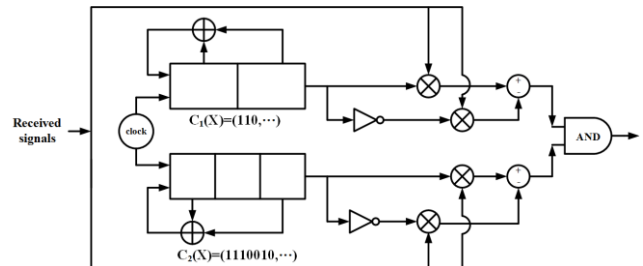 clock
C₁(X)=(110,⋯)
Received
signals
AND
C₂(X)=(1110010,⋯)
+
-
+
-